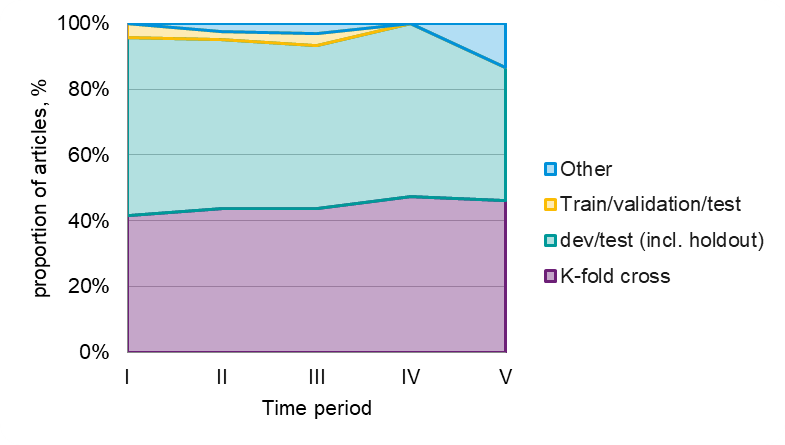 100%
80%
60%
40%
20%
0%
proportion of articles, %
I II III IV V
Time period
Other
Train/validation/test
dev/test (incl. holdout)
K-fold cross